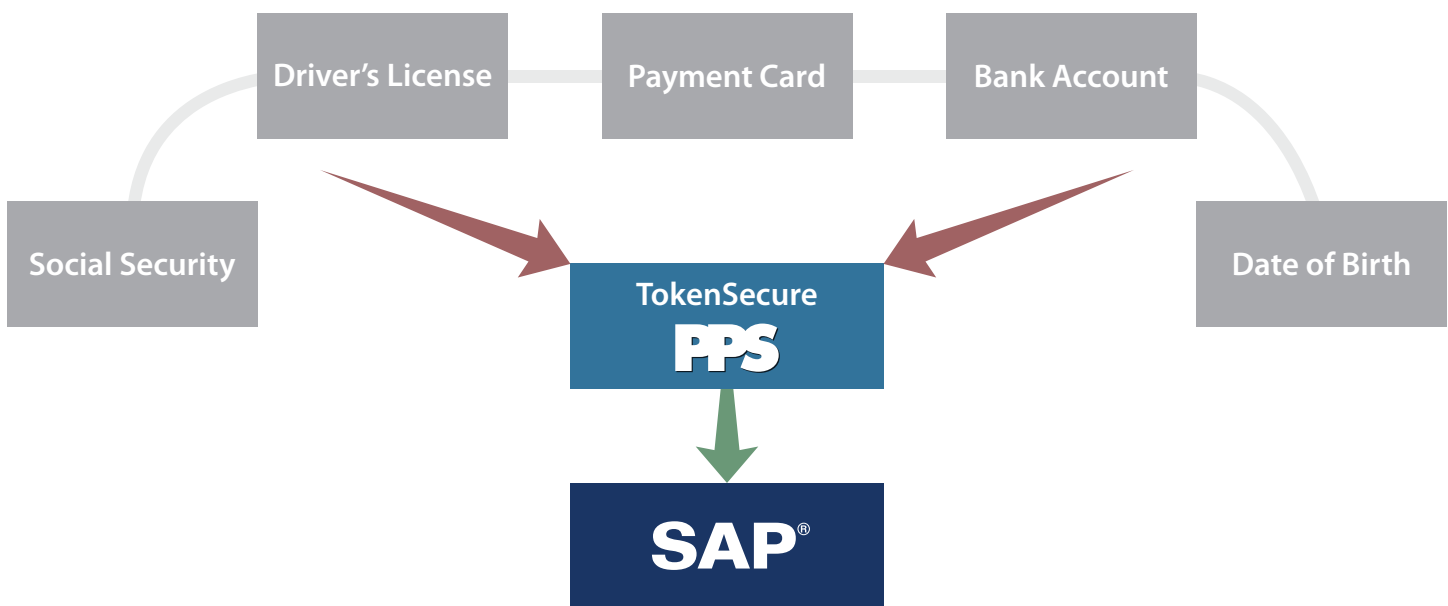 Driver’s License
Payment Card
Bank Account
Social Security
Date of Birth
TokenSecure
PPS
SAP®